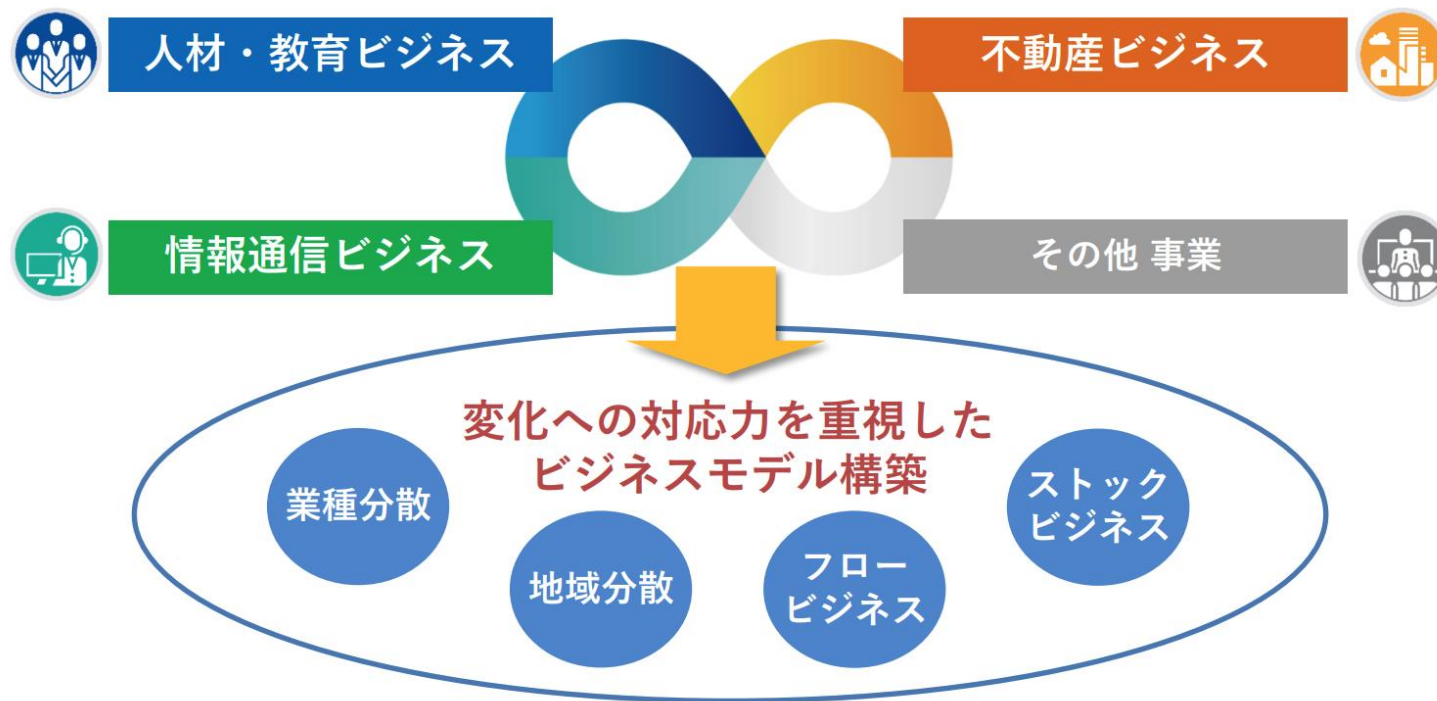 人材・教育ビジネス
不動産ビジネス
情報通信ビジネス
その他 事業
変化への対応力を重視した
ビジネスモデル構築
業種分散
地域分散
フロー
ビジネス
ストック
ビジネス